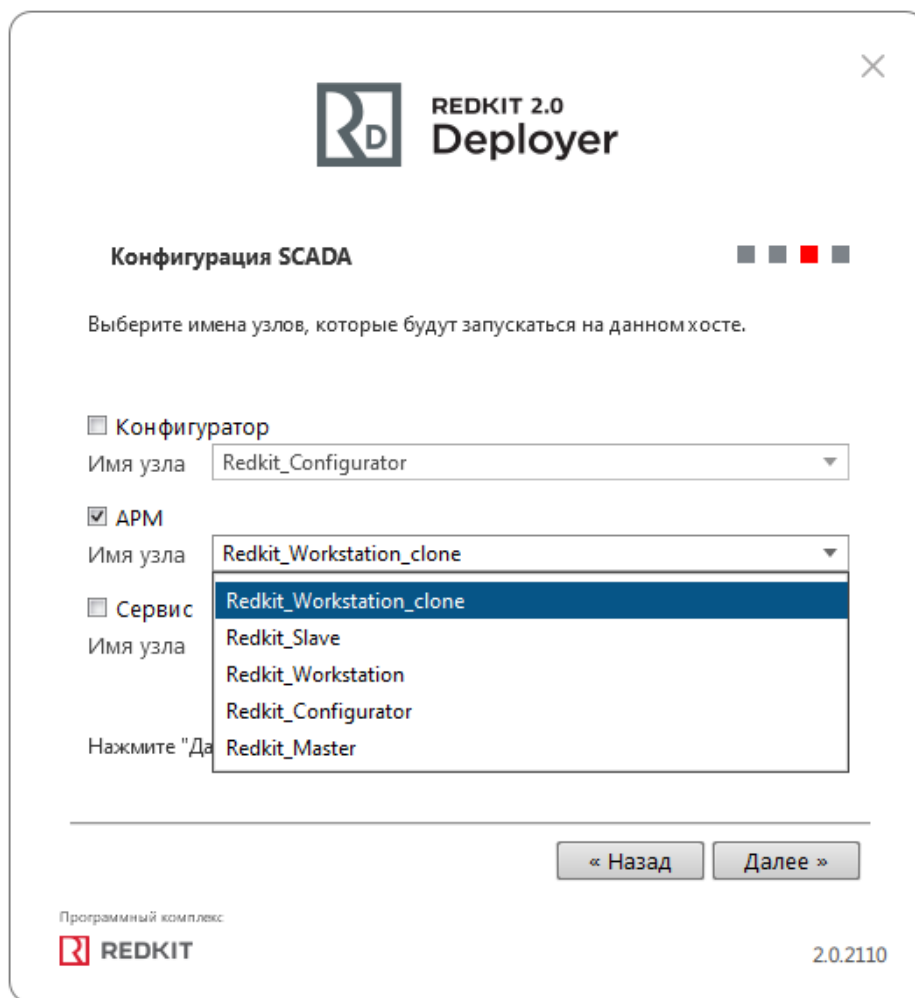 REDKIT 2.0
Deployer
Конфигурация SCADA
Выберите имена узлов, которые будут запускаться на данном хосте.
Конфигуратор
Имя узла Redkit_Configurator
АРМ
Имя узла Redkit_Workstation_clone
Redkit_Workstation_clone
Сервис
Redkit_Slave
Имя узла
Redkit_Workstation
Redkit_Configurator
Нажмите "Да
Redkit_Master
« Назад Далее »
Программный комплекс
REDKIT
2.0.2110